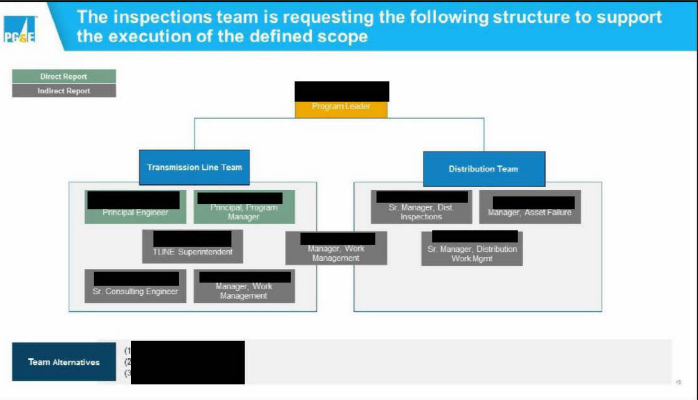 The inspections team is requesting the following structure to support
the execution of the defined scope
PG&E
Direct Report
Indirect Report
Program Leader
Transmission Line Team
Distribution Team
Principal Engineer
Principal, Program
Manager
Sr. Manager, Dist.
Inspections
Manager, Asset Failure
TLINE Superintendent
Manager, Work
Management
Sr. Manager, Distribution
Work Mgmt
Sr. Consulting Engineer
Manager, Work
Management
Team Alternatives
(1
(2
(3